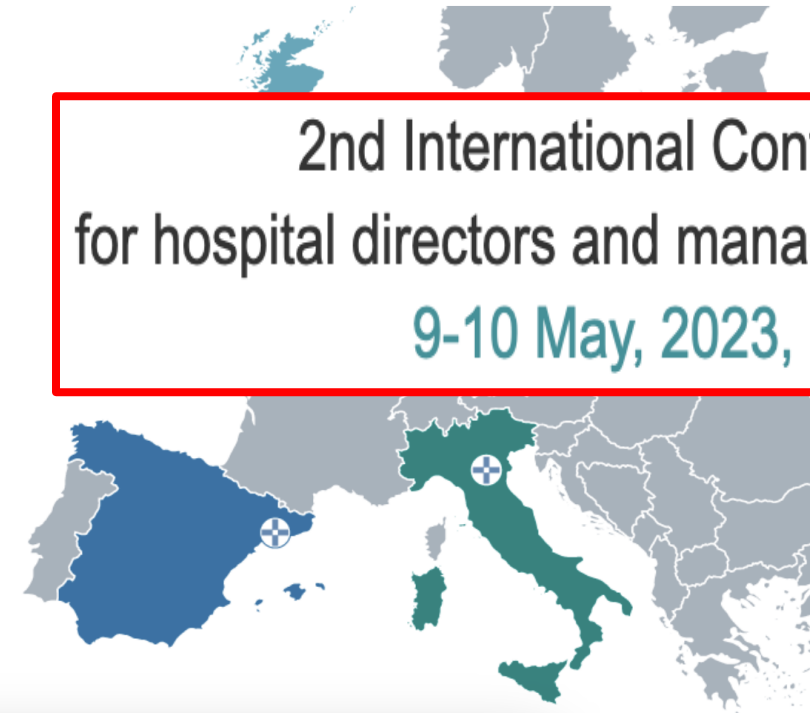 2nd International Con
for hospital directors and mana
9-10 May, 2023,